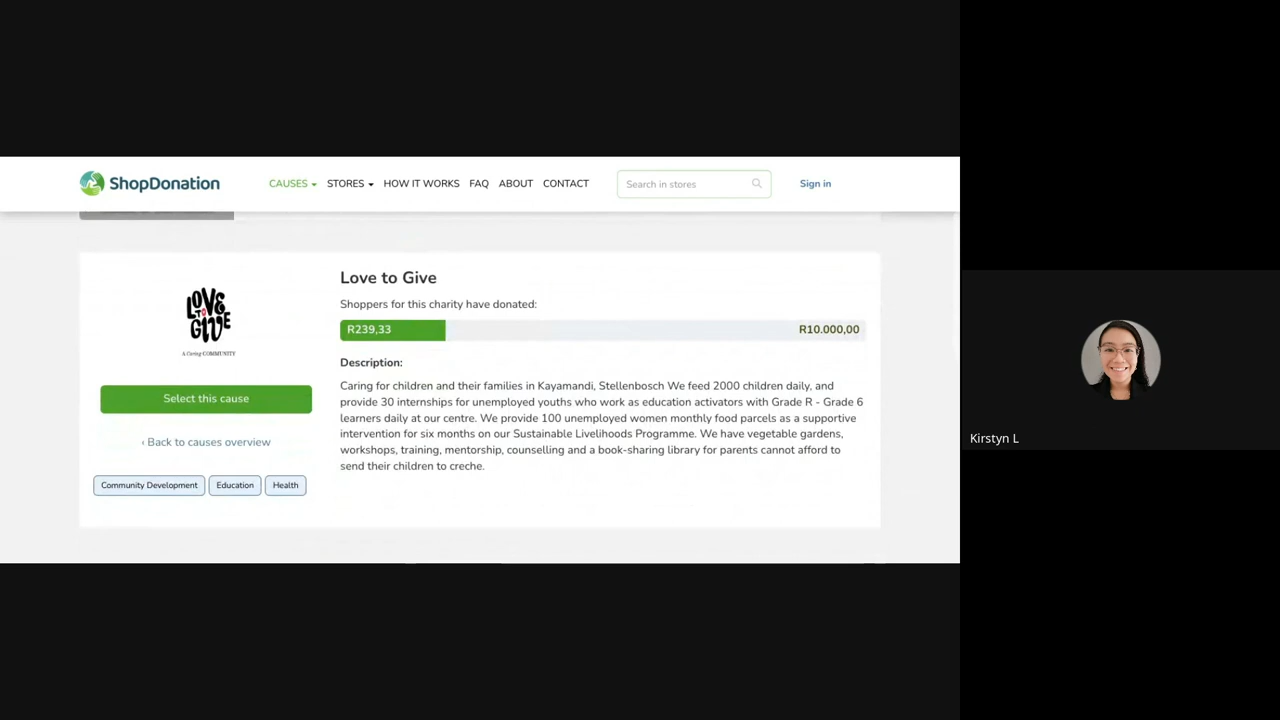 ShopDonation
CAUSES
STORES
HOW IT WORKS
FAQ
ABOUT
CONTACT
Search in stores
Sign in
LOVE
TO
GIVE
A Caring COMMUNITY
Select this cause
‹ Back to causes overview
Community Development
Education
Health
Love to Give
Shoppers for this charity have donated:
R239,33
R10.000,00
Description:
Caring for children and their families in Kayamandi, Stellenbosch We feed 2000 children daily, and
provide 30 internships for unemployed youths who work as education activators with Grade R - Grade 6
learners daily at our centre. We provide 100 unemployed women monthly food parcels as a supportive
intervention for six months on our Sustainable Livelihoods Programme. We have vegetable gardens,
workshops, training, mentorship, counselling and a book-sharing library for parents cannot afford to
send their children to creche.
Kirstyn L